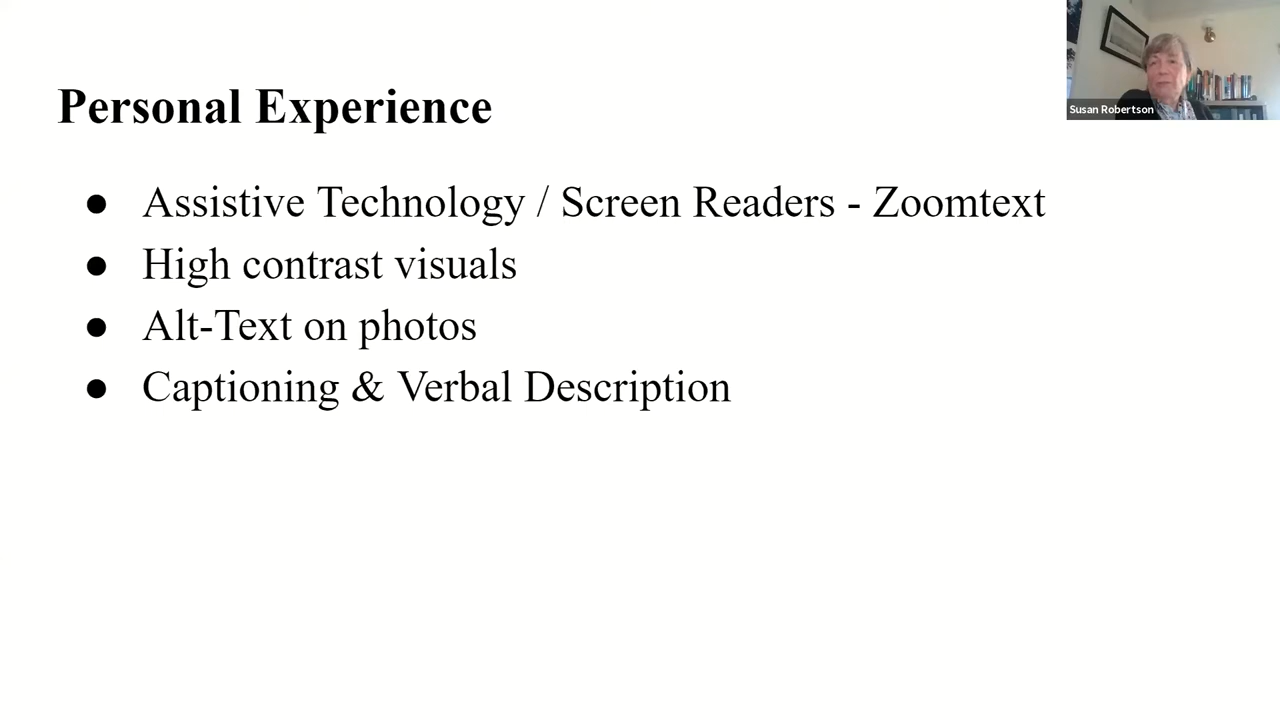 Susan Robertson
Personal Experience
● Assistive Technology / Screen Readers - Zoomtext
● High contrast visuals
● Alt-Text on photos
● Captioning & Verbal Description